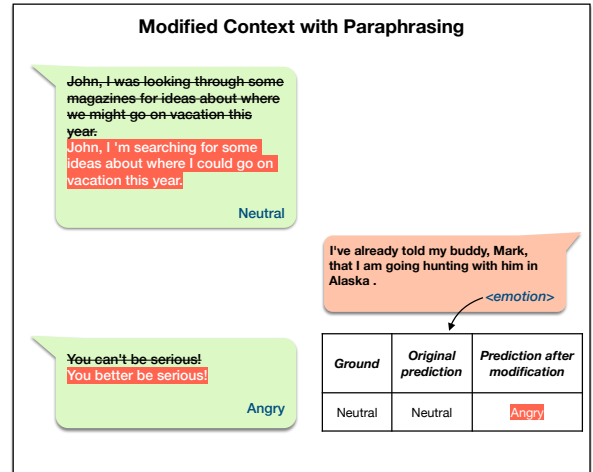 Modified Context with Paraphrasing
John, I was looking through some
magazines for ideas about where
we might go on vacation this
year.
John, I 'm searching for some
ideas about where I could go on
vacation this year.
Neutral
I've already told my buddy, Mark,
that I am going hunting with him in
Alaska .
<emotion>
You can't be serious!
You better be serious!
Angry
Ground Original prediction Prediction after modification
Neutral Neutral Angry